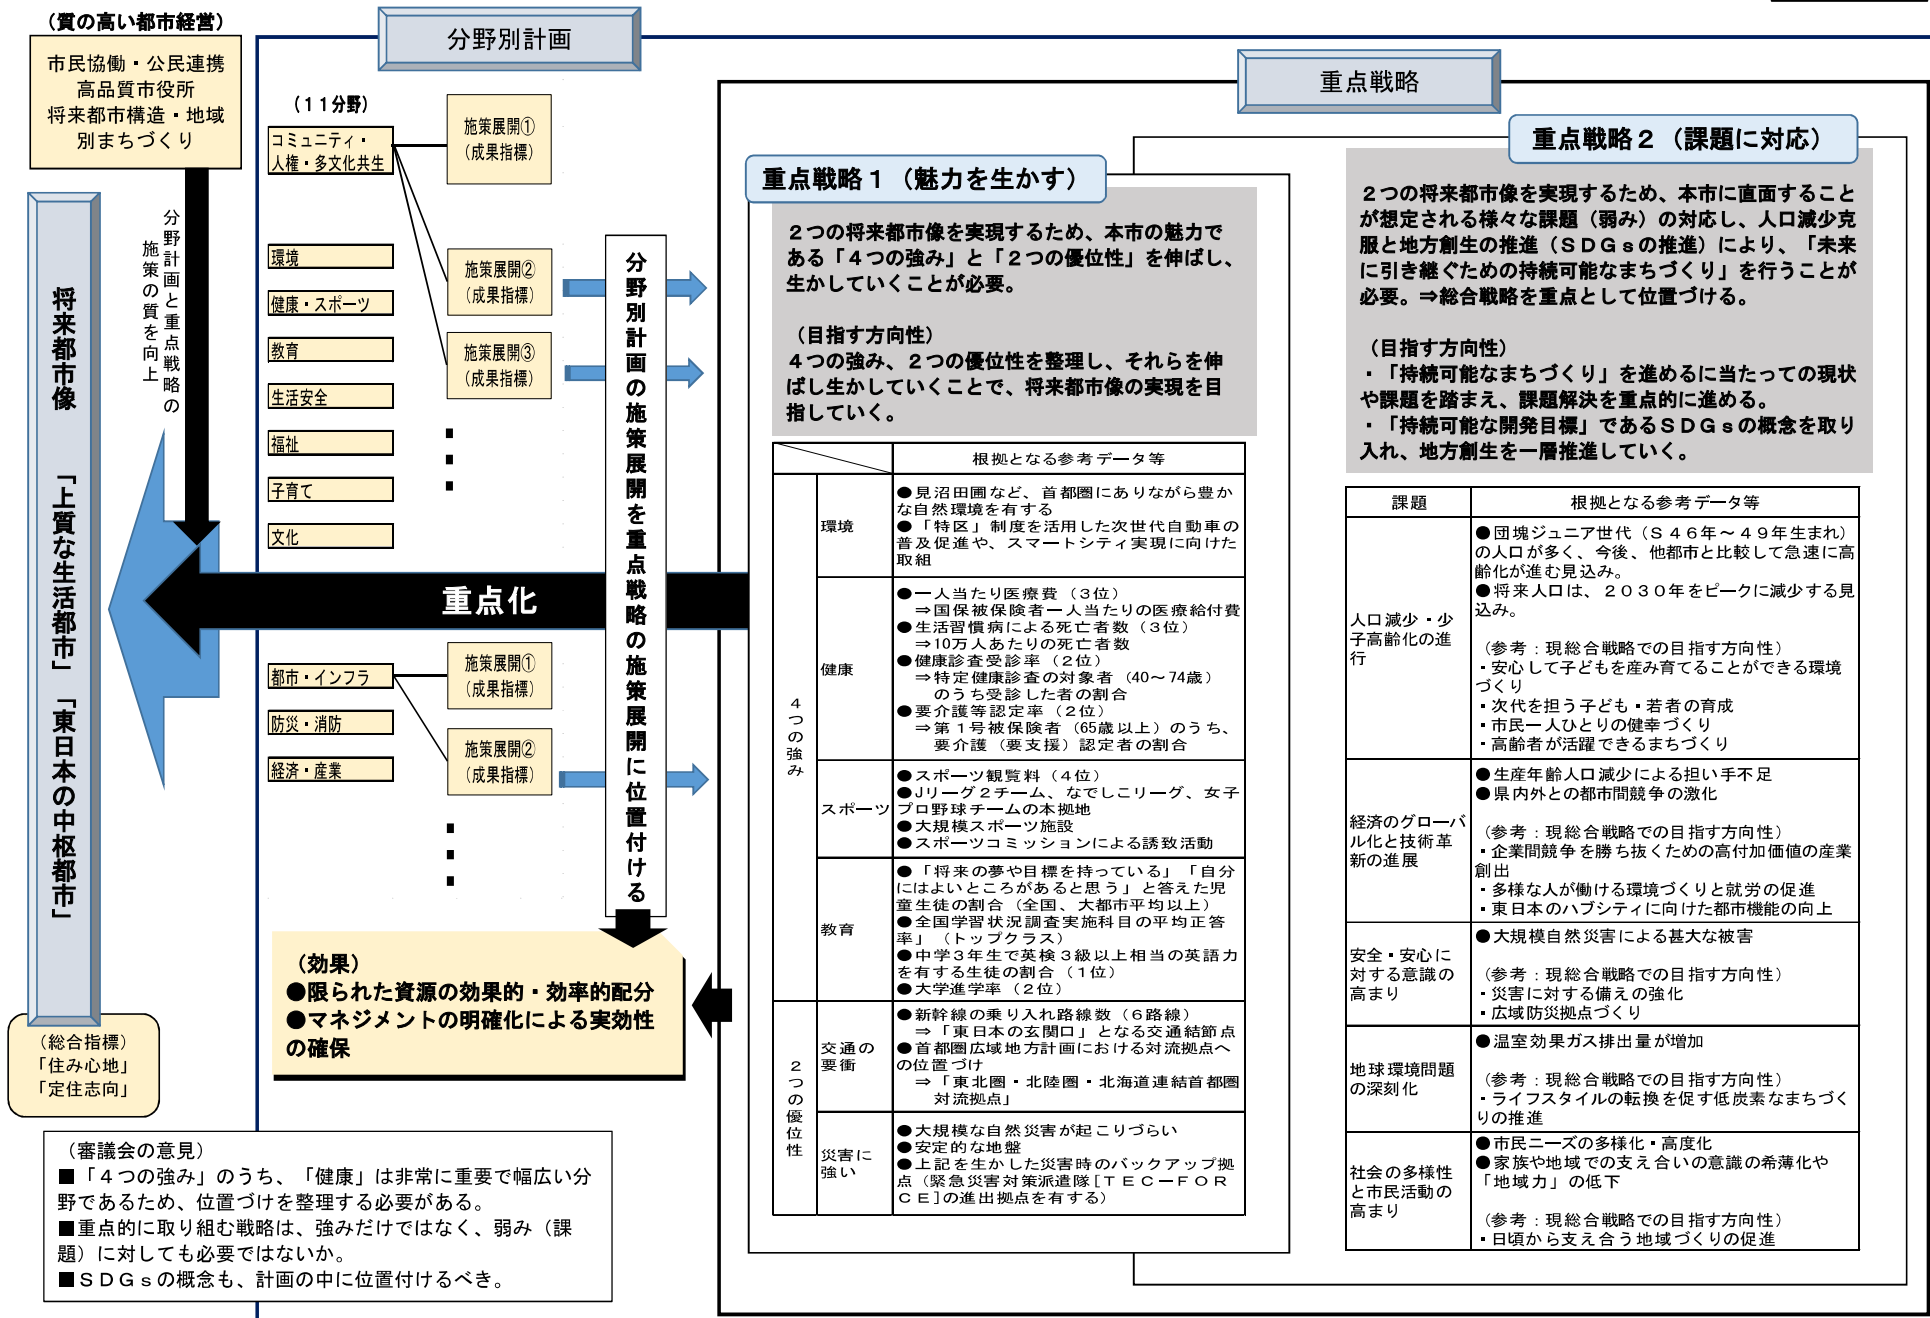 （質の高い都市経営）
市民協働・公民連携
高品質市役所
将来都市構造・地域
別まちづくり
分野計画と重点戦略の
施策の質を向上
将来都市像　「上質な生活都市」「東日本の中枢都市」
（総合指標）
「住み心地」
「定住志向」
分野別計画
（１１分野）
コミュニティ・
人権・多文化共生
環境
健康・スポーツ
教育
生活安全
福祉
子育て
文化
施策展開①
（成果指標）
施策展開②
（成果指標）
施策展開③
（成果指標）
重点化
都市・インフラ
防災・消防
経済・産業
施策展開①
（成果指標）
施策展開②
（成果指標）
分野別計画の施策展開を重点戦略の施策展開に位置付ける
（効果）
●限られた資源の効果的・効率的配分
●マネジメントの明確化による実効性
の確保
（審議会の意見）
■「４つの強み」のうち、「健康」は非常に重要で幅広い分
野であるため、位置づけを整理する必要がある。
■重点的に取り組む戦略は、強みだけではなく、弱み（課
題）に対しても必要ではないか。
■ＳＤＧｓの概念も、計画の中に位置付けるべき。
重点戦略
重点戦略１（魅力を生かす）
２つの将来都市像を実現するため、本市の魅力で
ある「４つの強み」と「２つの優位性」を伸ばし、
生かしていくことが必要。
（目指す方向性）
４つの強み、２つの優位性を整理し、それらを伸
ばし生かしていくことで、将来都市像の実現を目
指していく。
根拠となる参考データ等
４つの強み
環境
●見沼田圃など、首都圏にありながら豊か
な自然環境を有する
●「特区」制度を活用した次世代自動車の
普及促進や、スマートシティ実現に向けた
取組
健康
●一人当たり医療費（３位）
⇒国保被保険者一人当たりの医療給付費
●生活習慣病による死亡者数（３位）
⇒10万人あたりの死亡者数
●健康診査受診率（２位）
⇒特定健康診査の対象者（40～74歳）
のうち受診した者の割合
●要介護等認定率（２位）
⇒第１号被保険者（65歳以上）のうち、
要介護（要支援）認定者の割合
スポーツ
●スポーツ観覧料（４位）
●Ｊリーグ２チーム、なでしこリーグ、女子
プロ野球チームの本拠地
●大規模スポーツ施設
●スポーツコミッションによる誘致活動
教育
●「将来の夢や目標を持っている」「自分
にはよいところがあると思う」と答えた児
童生徒の割合（全国、大都市平均以上）
●全国学習状況調査実施科目の平均正答
率」（トップクラス）
●中学３年生で英検３級以上相当の英語力
を有する生徒の割合（１位）
●大学進学率（２位）
２つの優位性
交通の
要衝
●新幹線の乗り入れ路線数（６路線）
⇒「東日本の玄関口」となる交通結節点
●首都圏広域地方計画における対流拠点へ
の位置づけ
⇒「東北圏・北陸圏・北海道連結首都圏
対流拠点」
災害に
強い
●大規模な自然災害が起こりづらい
●安定的な地盤
●上記を生かした災害時のバックアップ拠
点（緊急災害対策派遣隊[ＴＥＣーＦＯＲ
ＣＥ]の進出拠点を有する）
重点戦略２（課題に対応）
２つの将来都市像を実現するため、本市に直面すること
が想定される様々な課題（弱み）の対応し、人口減少克
服と地方創生の推進（ＳＤＧｓの推進）により、「未来
に引き継ぐための持続可能なまちづくり」を行うことが
必要。⇒総合戦略を重点として位置づける。
（目指す方向性）
・「持続可能なまちづくり」を進めるに当たっての現状
や課題を踏まえ、課題解決を重点的に進める。
・「持続可能な開発目標」であるＳＤＧｓの概念を取り
入れ、地方創生を一層推進していく。
課題
根拠となる参考データ等
人口減少・少
子高齢化の進
行
●団塊ジュニア世代（Ｓ４６年～４９年生まれ）
の人口が多く、今後、他都市と比較して急速に高
齢化が進む見込み。
●将来人口は、２０３０年をピークに減少する見
込み。
（参考：現総合戦略での目指す方向性）
・安心して子どもを産み育てることができる環境
づくり
・次代を担う子ども・若者の育成
・市民一人ひとりの健幸づくり
・高齢者が活躍できるまちづくり
経済のグローバ
ル化と技術革
新の進展
●生産年齢人口減少による担い手不足
●県内外との都市間競争の激化
（参考：現総合戦略での目指す方向性）
・企業間競争を勝ち抜くための高付加価値の産業
創出
・多様な人が働ける環境づくりと就労の促進
・東日本のハブシティに向けた都市機能の向上
安全・安心に
対する意識の
高まり
●大規模自然災害による甚大な被害
（参考：現総合戦略での目指す方向性）
・災害に対する備えの強化
・広域防災拠点づくり
地球環境問題
の深刻化
●温室効果ガス排出量が増加
（参考：現総合戦略での目指す方向性）
・ライフスタイルの転換を促す低炭素なまちづく
りの推進
社会の多様性
と市民活動の
高まり
●市民ニーズの多様化・高度化
●家族や地域での支え合いの意識の希薄化や
「地域力」の低下
（参考：現総合戦略での目指す方向性）
・日頃から支え合う地域づくりの促進